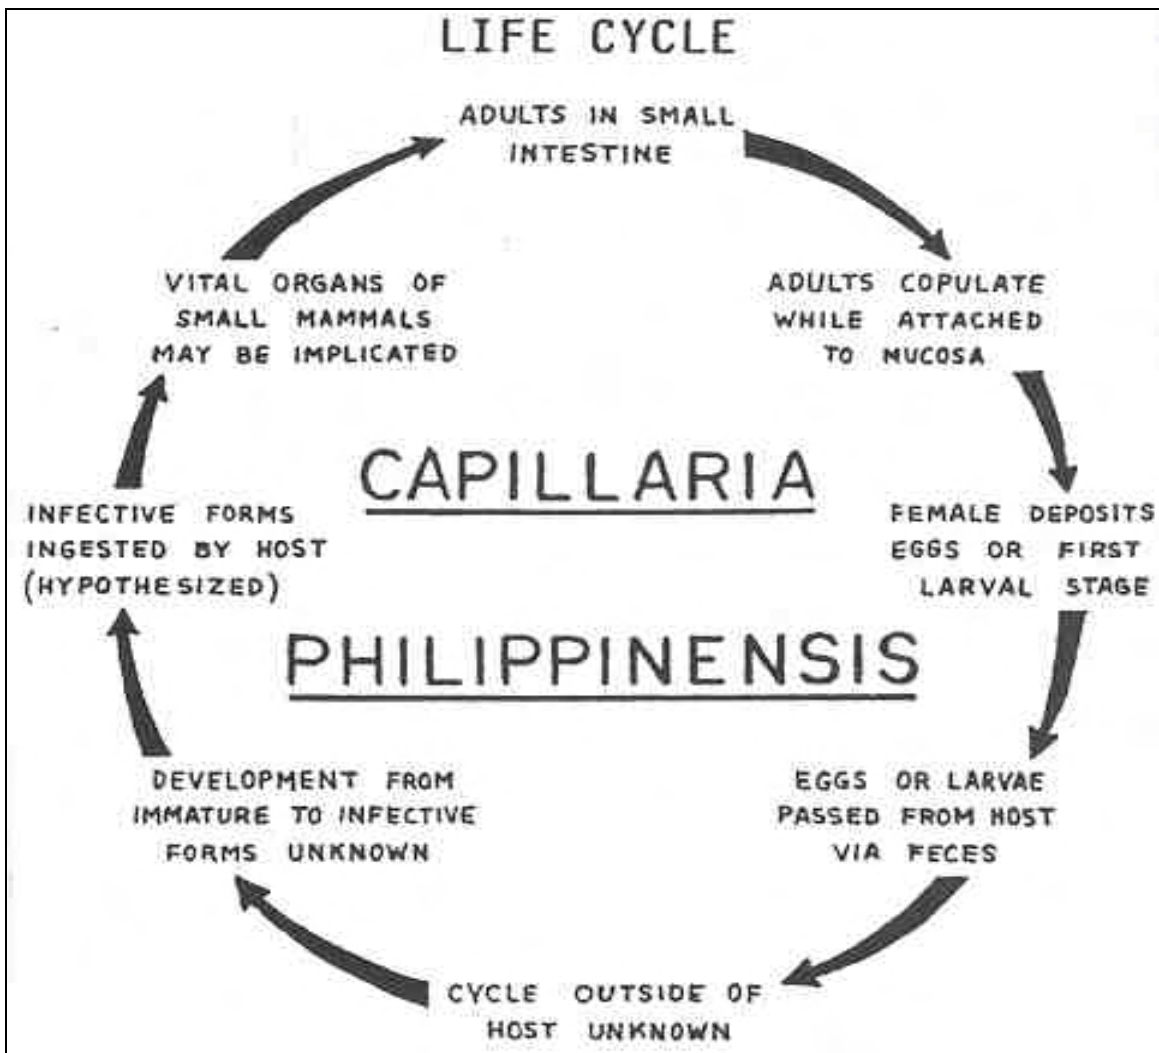 LIFE CYCLE
ADULTS IN SMALL
INTESTINE
ADULTS COPULATE
WHILE ATTACHED
TO MUCOSA
FEMALE DEPOSITS
EGGS OR FIRST
LARVAL STAGE
EGGS OR LARVAE
PASSED FROM HOST
VIA FECES
CYCLE OUTSIDE OF
HOST UNKNOWN
DEVELOPMENT FROM
IMMATURE TO INFECTIVE
FORMS UNKNOWN
INFECTIVE FORMS
INGESTED BY HOST
(HYPOTHESIZED)
VITAL ORGANS OF
SMALL MAMMALS
MAY BE IMPLICATED
CAPILLARIA
PHILIPPINENSIS